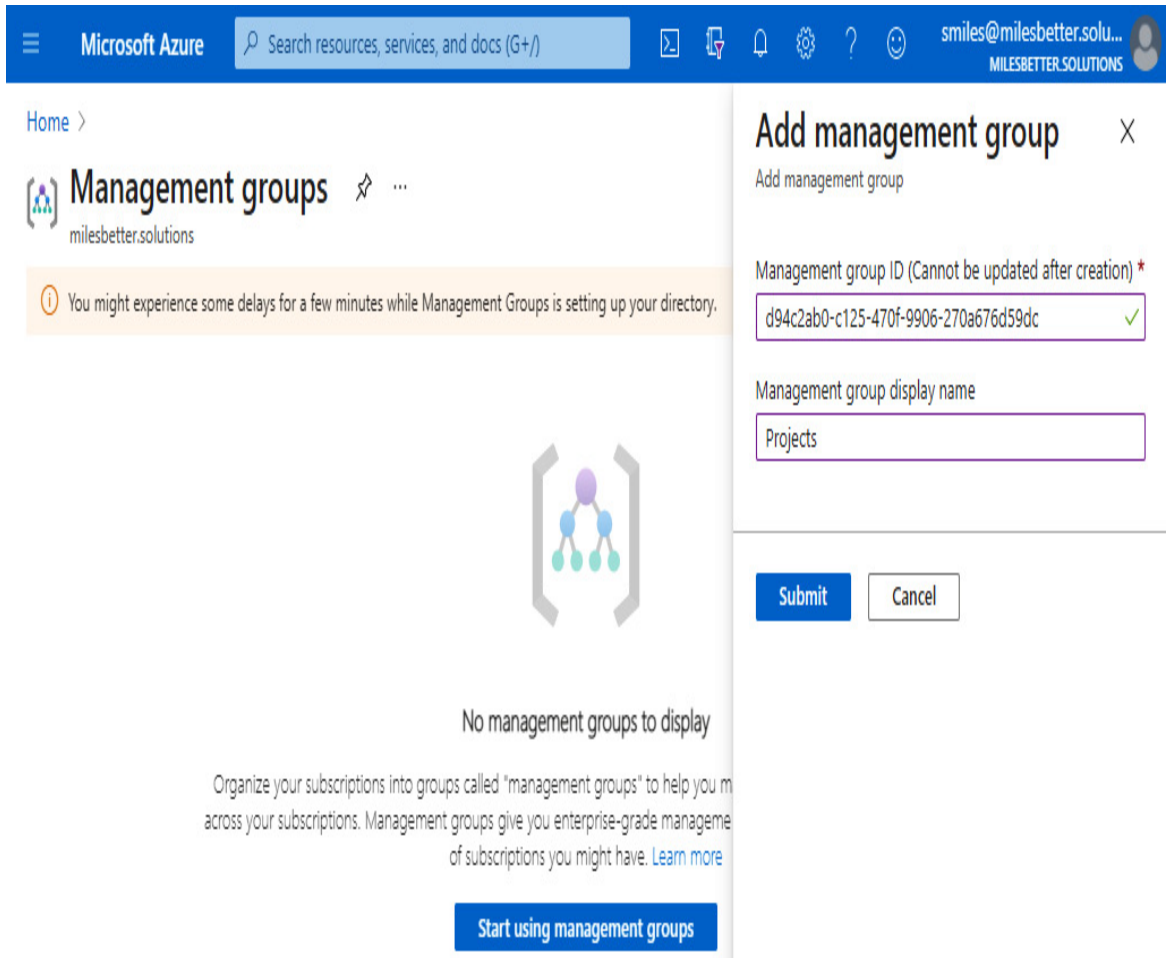 Microsoft Azure
Search resources, services, and docs (G+/)
smiles@milesbetter.solu...
MILESBETTER.SOLUTIONS
Home >
Management groups
milesbetter.solutions
You might experience some delays for a few minutes while Management Groups is setting up your directory.
No management groups to display
Organize your subscriptions into groups called "management groups" to help you m
across your subscriptions. Management groups give you enterprise-grade manageme
of subscriptions you might have. Learn more
Start using management groups
Add management group
Add management group
Management group ID (Cannot be updated after creation) *
d94c2ab0-c125-470f-9906-270a676d59dc
Management group display name
Projects
Submit
Cancel